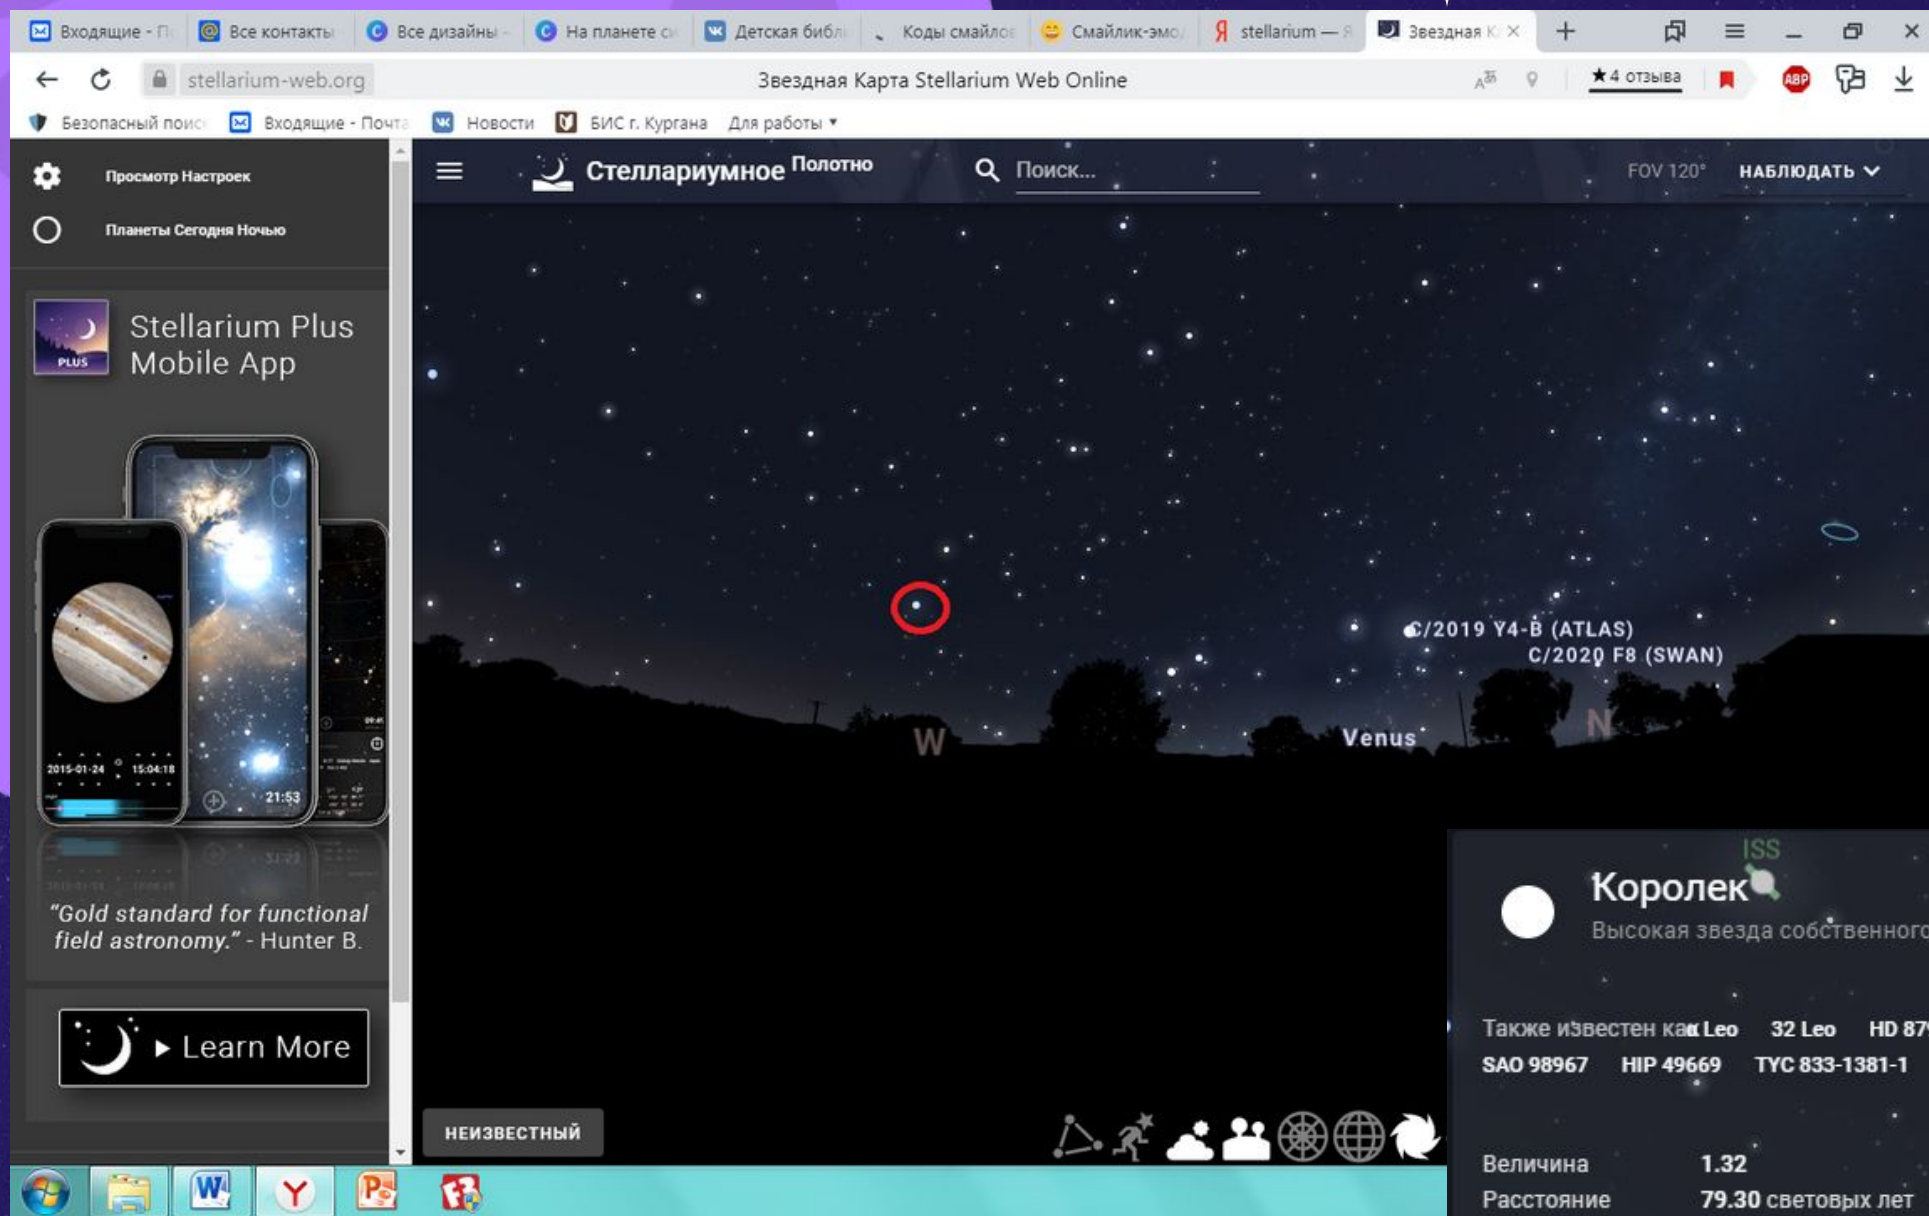 Входящие - П
Все контакты
Все дизайны -
На планете си
Детская библ
Коды смайлов
Смайлик-эмо
stellarium — Я
Звездная К
stellarium-web.org
Звездная Карта Stellarium Web Online
★ 4 отзыва
ABP
Безопасный поис
Входящие - Почта
Новости
БИС г. Кургана
Для работы
Просмотр Настроек
Планеты Сегодня Ночью
Стеллариумное Полотно
Поиск...
FOV 120°
НАБЛЮДАТЬ
PLUS
Stellarium Plus
Mobile App
2015-01-24 15:04:18
21:53
"Gold standard for functional
field astronomy." - Hunter B.
Learn More
C/2019 Y4-B (ATLAS)
C/2020 F8 (SWAN)
W
Venus
N
НЕИЗВЕСТНЫЙ
ISS
Королек
Высокая звезда собственного
Также известен как
α Leo 32 Leo HD 879
SAO 98967 HIP 49669 TYC 833-1381-1
Величина 1.32
Расстояние 79.30 световых лет